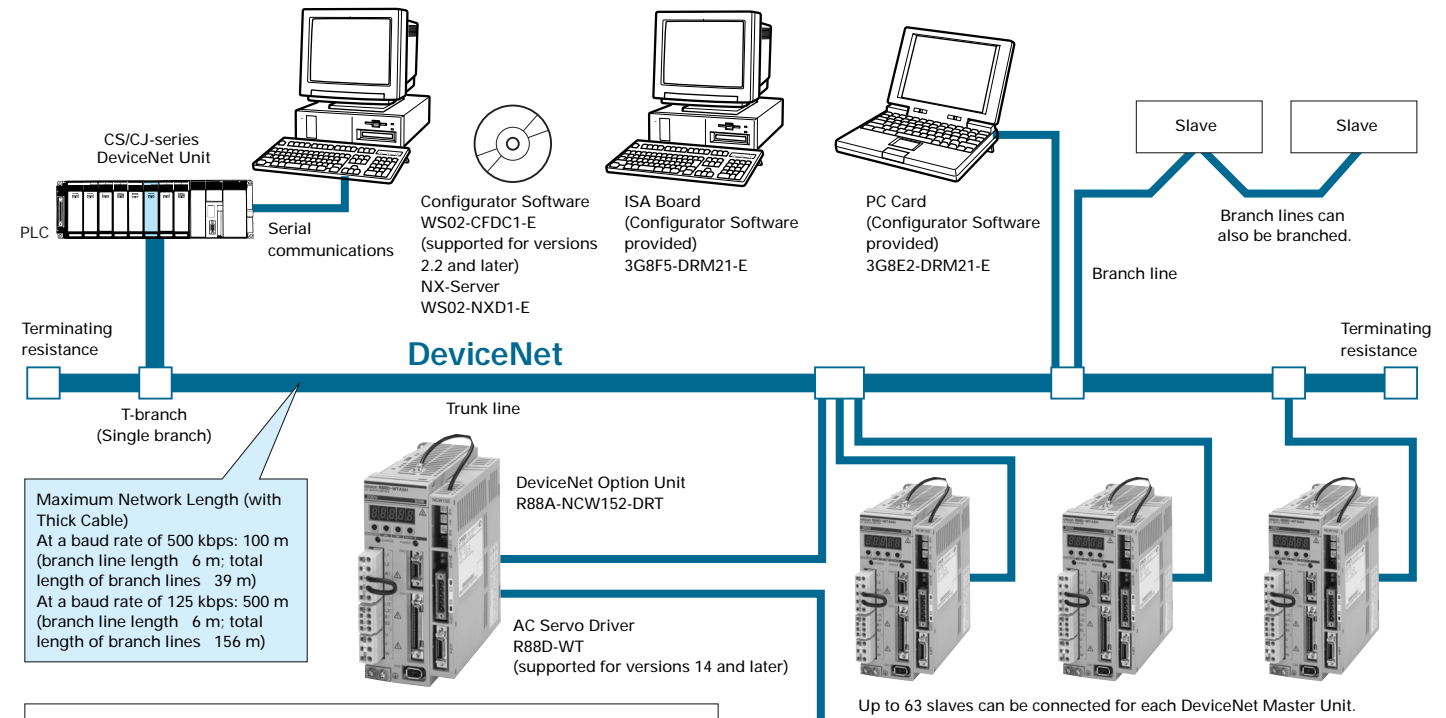 CS/CJ-series
DeviceNet Unit
PLC
Serial
communications
Configurator Software
WS02-CFDC1-E
(supported for versions
2.2 and later)
NX-Server
WS02-NXD1-E
ISA Board
(Configurator Software
provided)
3G8F5-DRM21-E
PC Card
(Configurator Software
provided)
3G8E2-DRM21-E
Slave
Slave
Branch lines can
also be branched.
Branch line
Terminating
resistance
DeviceNet
Terminating
resistance
T-branch
(Single branch)
Trunk line
Maximum Network Length (with
Thick Cable)
At a baud rate of 500 kbps: 100 m
(branch line length 6 m; total
length of branch lines 39 m)
At a baud rate of 125 kbps: 500 m
(branch line length 6 m; total
length of branch lines 156 m)
DeviceNet Option Unit
R88A-NCW152-DRT
AC Servo Driver
R88D-WT
(supported for versions 14 and later)
Up to 63 slaves can be connected for each DeviceNet Master Unit.